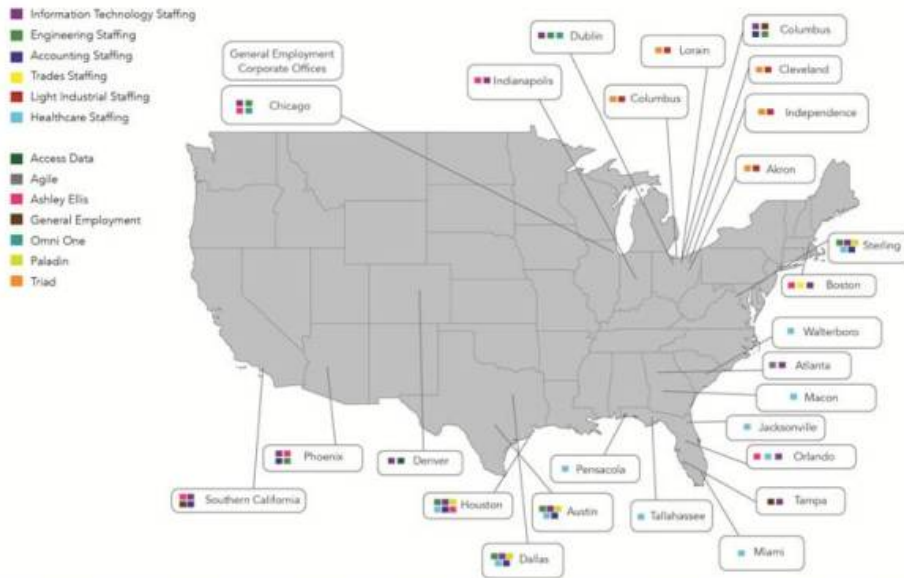 Information Technology Staffing
Engineering Staffing
Accounting Staffing
Trades Staffing
Light Industrial Staffing
Healthcare Staffing
Access Data
Agile
Ashley Ellis
General Employment
Omni One
Paladin
Triad
General Employment
Corporate Offices
Chicago
Dublin
Indianapolis
Lorain
Columbus
Columbus
Cleveland
Independence
Akron
Sterling
Boston
Walterboro
Atlanta
Macon
Jacksonville
Orlando
Tampa
Miami
Tallahassee
Pensacola
Austin
Dallas
Houston
Denver
Phoenix
Southern California